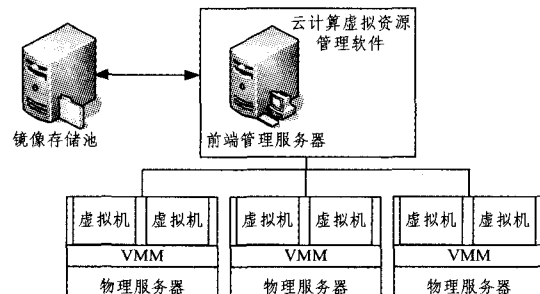 云计算虚拟资源
管理软件
镜像存储池
前端管理服务器
虚拟机 虚拟机 虚拟机 虚拟机 虚拟机 虚拟机
VMM VMM VMM
物理服务器 物理服务器 物理服务器